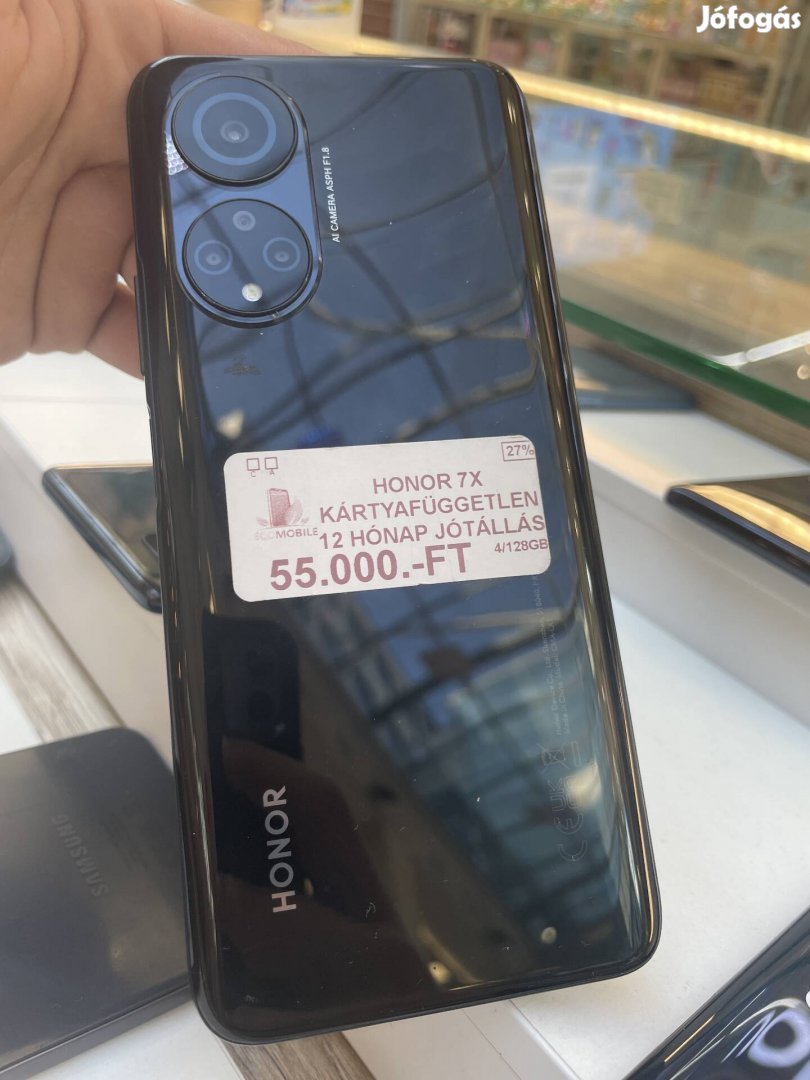 Jófogás
AI CAMERA ASPH F1.8
27%
C A
HONOR 7X
KÁRTYAFÜGGETLEN
ECOMOBILE
12 HÓNAP JÓTÁLLÁS
55.000.-FT
4/128GB
HONOR
SAMSUNG
CE